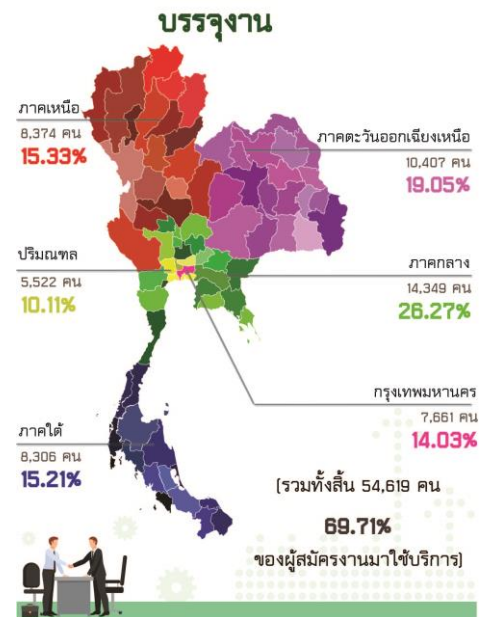 บรรจุงาน
ภาคเหนือ
8,374 คน
15.33%
ภาคตะวันออกเฉียงเหนือ
10,407 คน
19.05%
ปริมณฑล
5,522 คน
10.11%
ภาคกลาง
14,349 คน
26.27%
กรุงเทพมหานคร
7,661 คน
14.03%
ภาคใต้
8,306 คน
15.21%
(รวมทั้งสิ้น 54,619 คน
69.71%
ของผู้สมัครงานมาใช้บริการ)